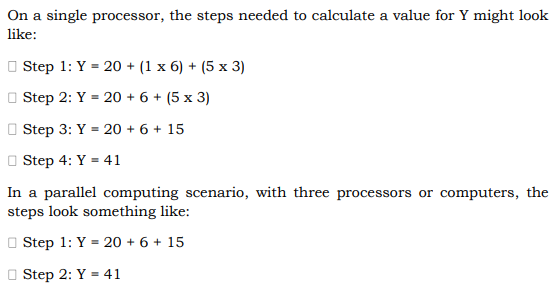 On a single processor, the steps needed to calculate a value for Y might look
like:
Step 1: Y = 20 + (1 x 6) + (5 x 3)
Step 2: Y = 20 + 6 + (5 x 3)
Step 3: Y = 20 + 6 + 15
Step 4: Y = 41
In a parallel computing scenario, with three processors or computers, the
steps look something like:
Step 1: Y = 20 + 6 + 15
Step 2: Y = 41